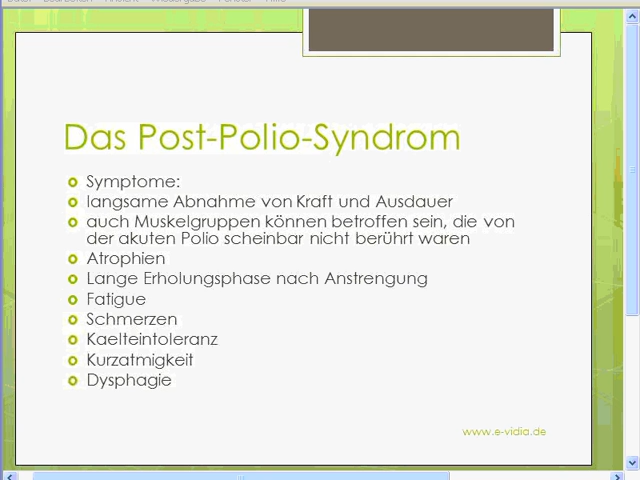 Das Post-Polio-Syndrom
Symptome:
langsame Abnahme von Kraft und Ausdauer
auch Muskelgruppen können betroffen sein, die von
der akuten Polio scheinbar nicht berührt waren
Atrophien
Lange Erholungsphase nach Anstrengung
Fatigue
Schmerzen
Kaelteintoleranz
Kurzatmigkeit
Dysphagie
www.e-vidia.de